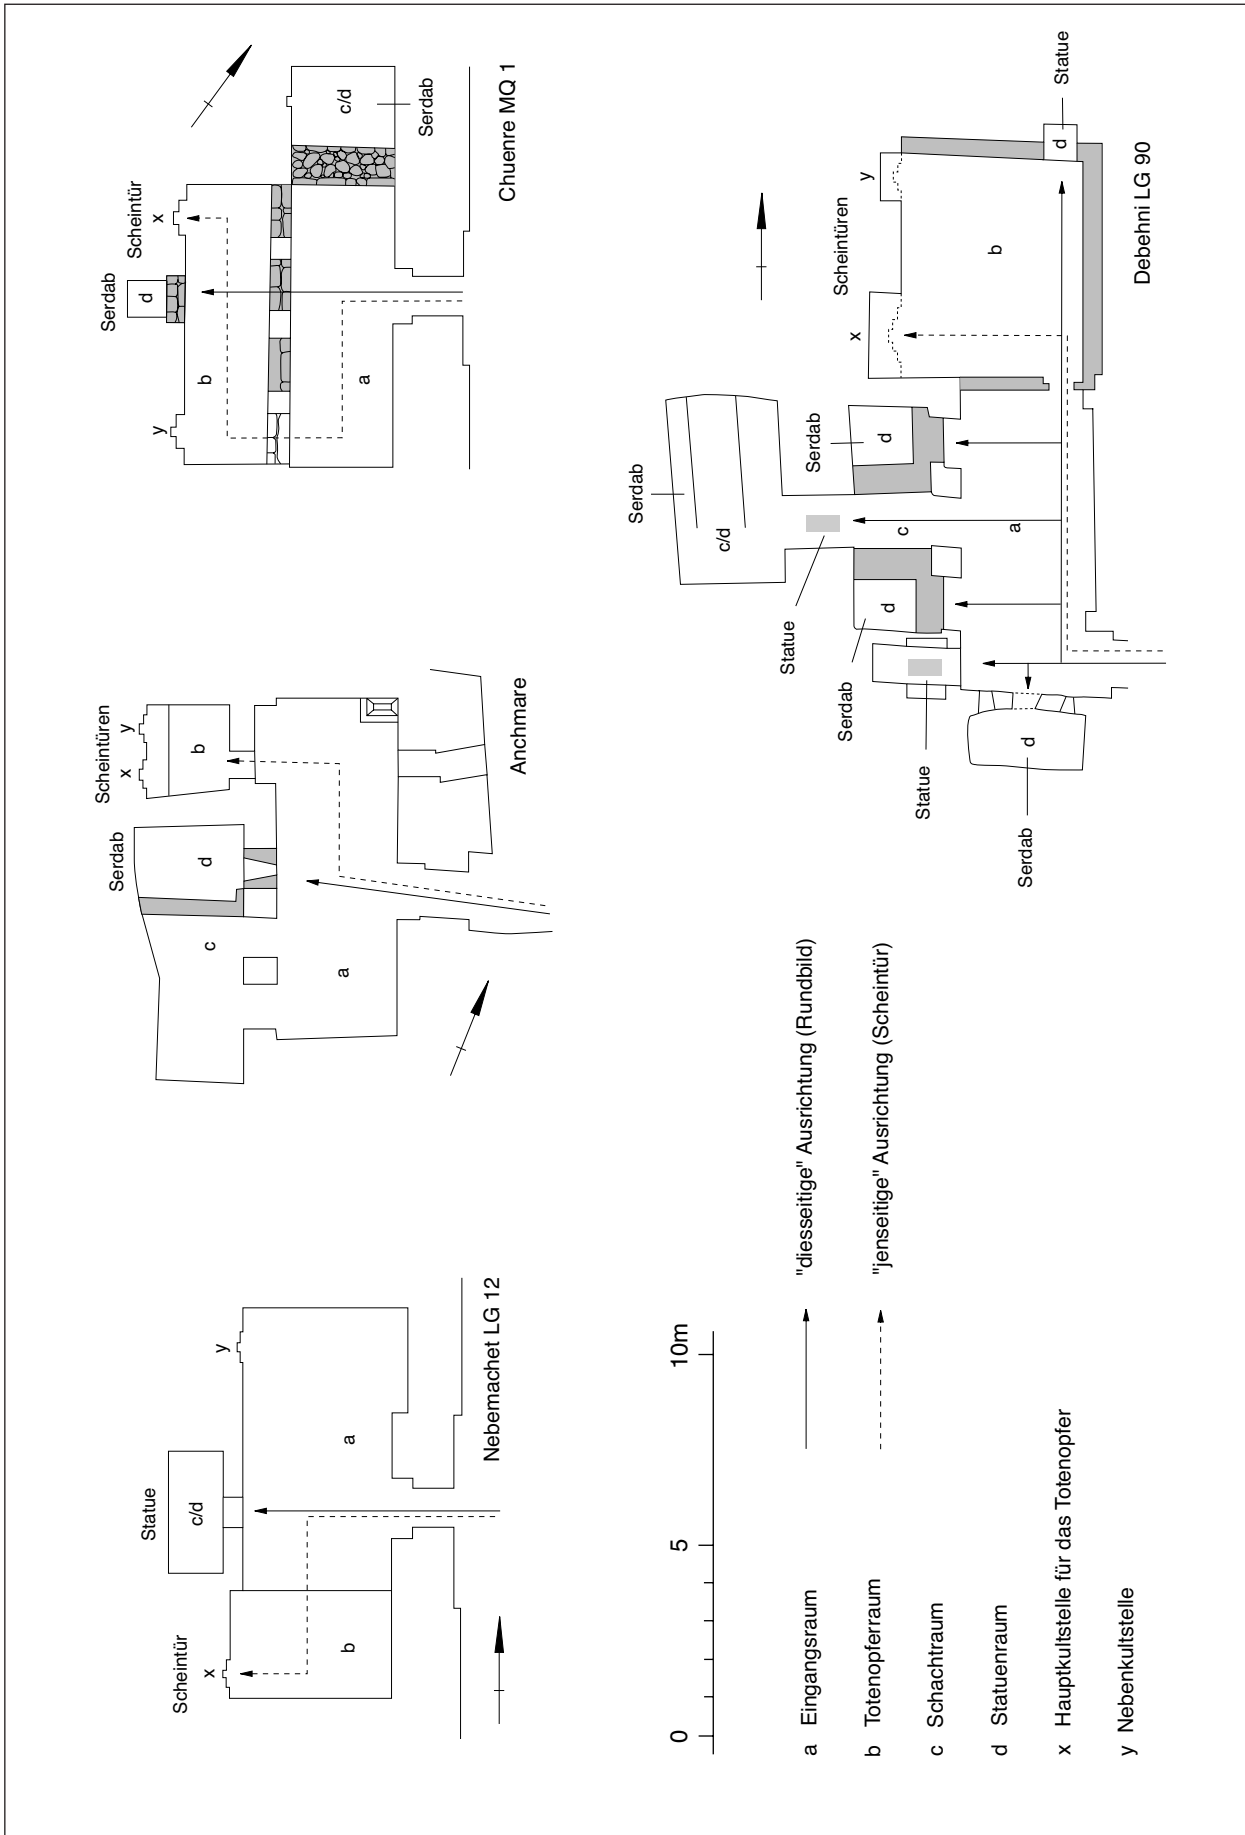 Statue
c/d
y
Scheintür
x
a
b
Nebemachet LG 12
Scheintüren
x
y
Serdab
b
d
c
a
Anchmare
Scheintür
x
Serdab
d
y
b
c/d
Serdab
a
Chuenre MQ 1
0
5
10m
"diesseitige" Ausrichtung (Rundbild)
"jenseitige" Ausrichtung (Scheintür)
a Eingangsraum
b Totenopferraum
c Schachtraum
d Statuenraum
x Hauptkultstelle für das Totenopfer
y Nebenkultstelle
Serdab
c/d
Statue
Serdab
d
Serdab
d
c
a
Statue
Serdab
d
Scheintüren
x
y
b
d
Statue
Debehni LG 90